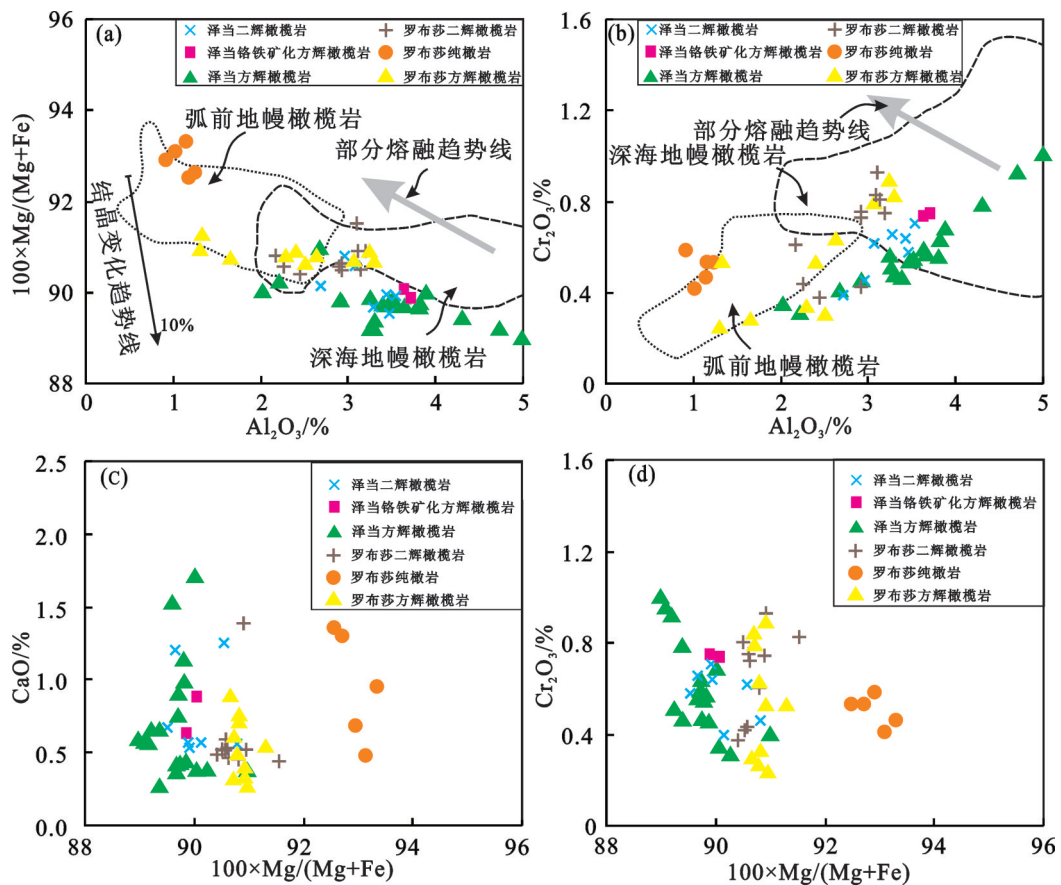 (a)
泽当二辉橄榄岩
罗布莎二辉橄榄岩
泽当铬铁矿化方辉橄榄岩
罗布莎纯橄岩
泽当方辉橄榄岩
罗布莎方辉橄榄岩
弧前地幔橄榄岩
部分熔融趋势线
结晶变化趋势线
10%
深海地幔橄榄岩
96
94
92
90
88
100×Mg/(Mg+Fe)
0 1 2 3 4 5
Al₂O₃/%
(b)
泽当二辉橄榄岩
罗布莎二辉橄榄岩
泽当铬铁矿化方辉橄榄岩
罗布莎纯橄岩
泽当方辉橄榄岩
罗布莎方辉橄榄岩
部分熔融趋势线
深海地幔橄榄岩
弧前地幔橄榄岩
1.6
1.2
0.8
0.4
0
Cr₂O₃/%
0 1 2 3 4 5
Al₂O₃/%
(c)
泽当二辉橄榄岩
泽当铬铁矿化方辉橄榄岩
泽当方辉橄榄岩
罗布莎二辉橄榄岩
罗布莎纯橄岩
罗布莎方辉橄榄岩
2.5
2.0
1.5
1.0
0.5
0.0
CaO/%
88 90 92 94 96
100×Mg/(Mg+Fe)
(d)
泽当二辉橄榄岩
泽当铬铁矿化方辉橄榄岩
泽当方辉橄榄岩
罗布莎二辉橄榄岩
罗布莎纯橄岩
罗布莎方辉橄榄岩
1.6
1.2
0.8
0.4
0
Cr₂O₃/%
88 90 92 94 96
100×Mg/(Mg+Fe)